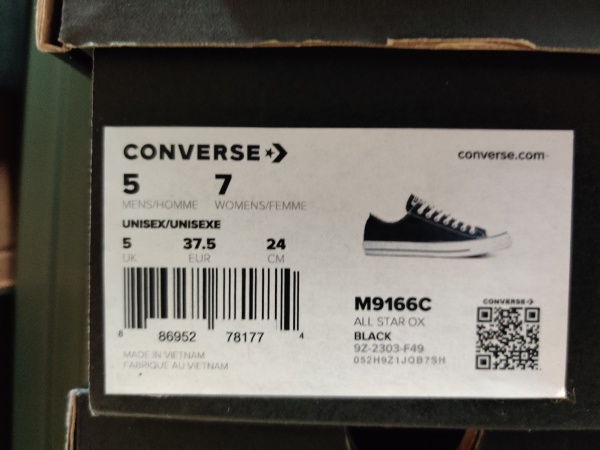 CONVERSE
converse.com
5 7
MENS/HOMME WOMENS/FEMME
UNISEX/UNISEXE
5 37.5 24
UK EUR CM
8 86952 78177 4
MADE IN VIETNAM
FABRIQUE AU VIETNAM
M9166C
ALL STAR OX
BLACK
9Z-2303-F49
052H9Z1JQB7SH
CONVERSE